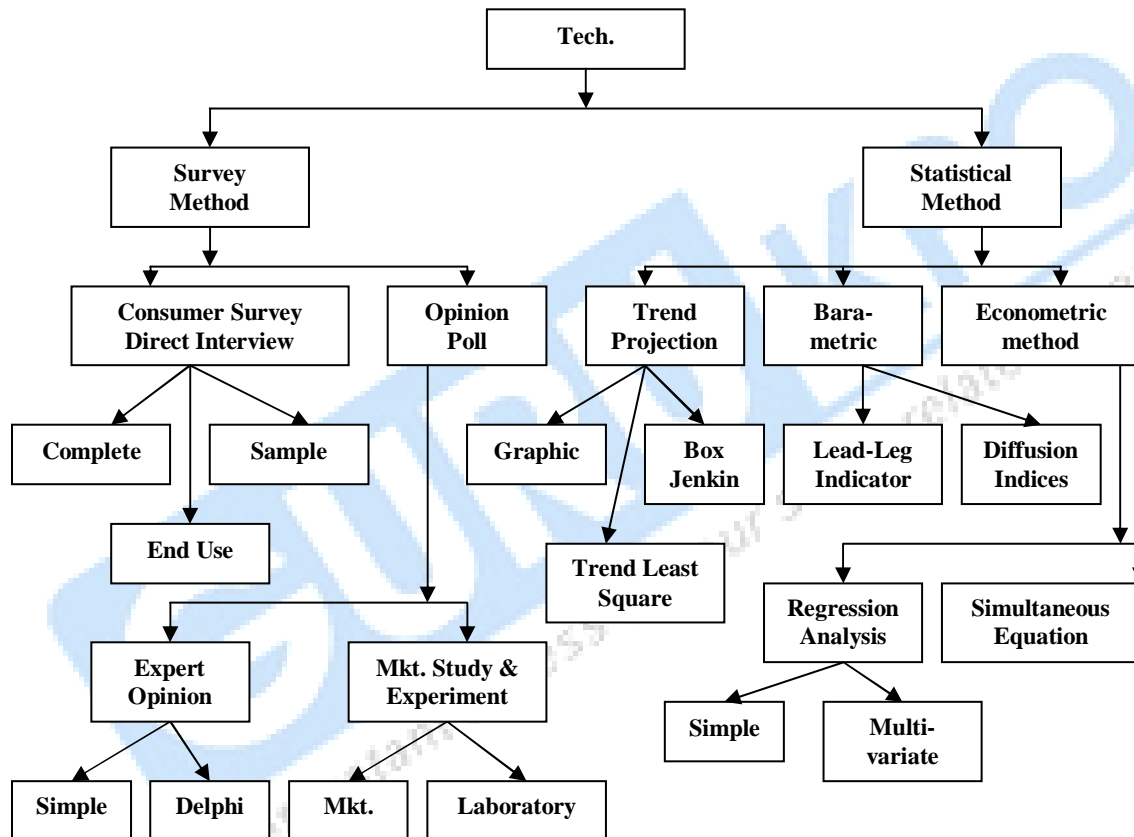 Tech.
Survey
Method
Statistical
Method
Consumer Survey
Direct Interview
Opinion
Poll
Trend
Projection
Bara-
metric
Econometric
method
Complete
Sample
End Use
Graphic
Box
Jenkin
Trend Least
Square
Lead-Leg
Indicator
Diffusion
Indices
Expert
Opinion
Mkt. Study &
Experiment
Regression
Analysis
Simultaneous
Equation
Simple
Delphi
Mkt.
Laboratory
Simple
Multi-
variate